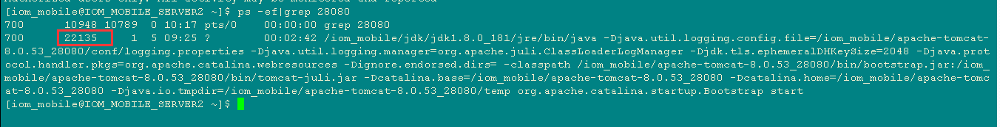 [iom_mobile@IOM_MOBILE_SERVER2 ~]$ ps -ef|grep 28080
700      10948 10789  0 10:17 pts/0    00:00:00 grep 28080
700      22135     1  5 09:25 ?        00:02:42 /iom_mobile/jdk/jdk1.8.0_181/jre/bin/java -Djava.util.logging.config.file=/iom_mobile/apache-tomcat-
8.0.53_28080/conf/logging.properties -Djava.util.logging.manager=org.apache.juli.ClassLoaderLogManager -Djdk.tls.ephemeralDHKeySize=2048 -Djava.prot
ocol.handler.pkgs=org.apache.catalina.webresources -Dignore.endorsed.dirs= -classpath /iom_mobile/apache-tomcat-8.0.53_28080/bin/bootstrap.jar:/iom_
mobile/apache-tomcat-8.0.53_28080/bin/tomcat-juli.jar -Dcatalina.base=/iom_mobile/apache-tomcat-8.0.53_28080 -Dcatalina.home=/iom_mobile/apache-tomc
at-8.0.53_28080 -Djava.io.tmpdir=/iom_mobile/apache-tomcat-8.0.53_28080/temp org.apache.catalina.startup.Bootstrap start
[iom_mobile@IOM_MOBILE_SERVER2 ~]$